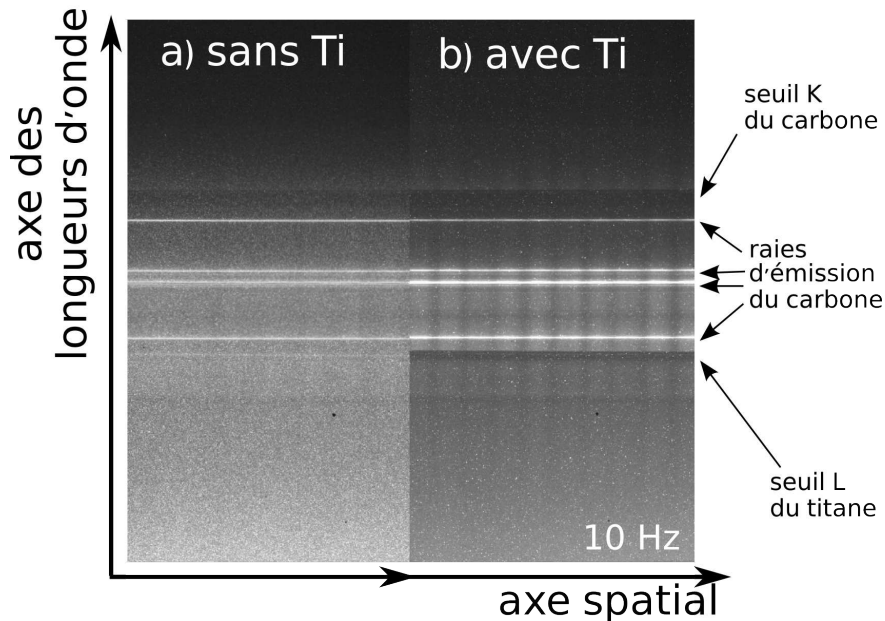 axe des
longueurs d'onde
a) sans Ti
b) avec Ti
seuil K
du carbone
raies
d'émission
du carbone
seuil L
du titane
10 Hz
axe spatial